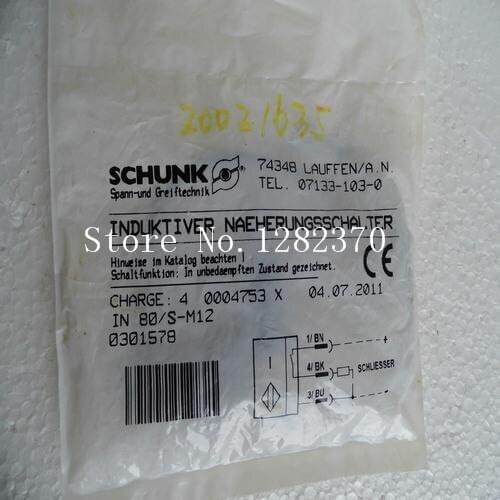 20021635
SCHUNK
Spann-und Greiftechnik
74348 LAUFFEN/A.N.
TEL. 07133-103-0
INDUKTIVER NAEHERUNGSSCHALTER
Store No. 1282370
Hinweise im Katalog beachten !
Schaltfunktion: In unbedaempften Zustand gezeichnet.
CE
CHARGE: 4 0004753 X 04.07.2011
IN 80/S-M12
0301578
1/BN +
I 4/BK SCHLIESSER
3/BU -